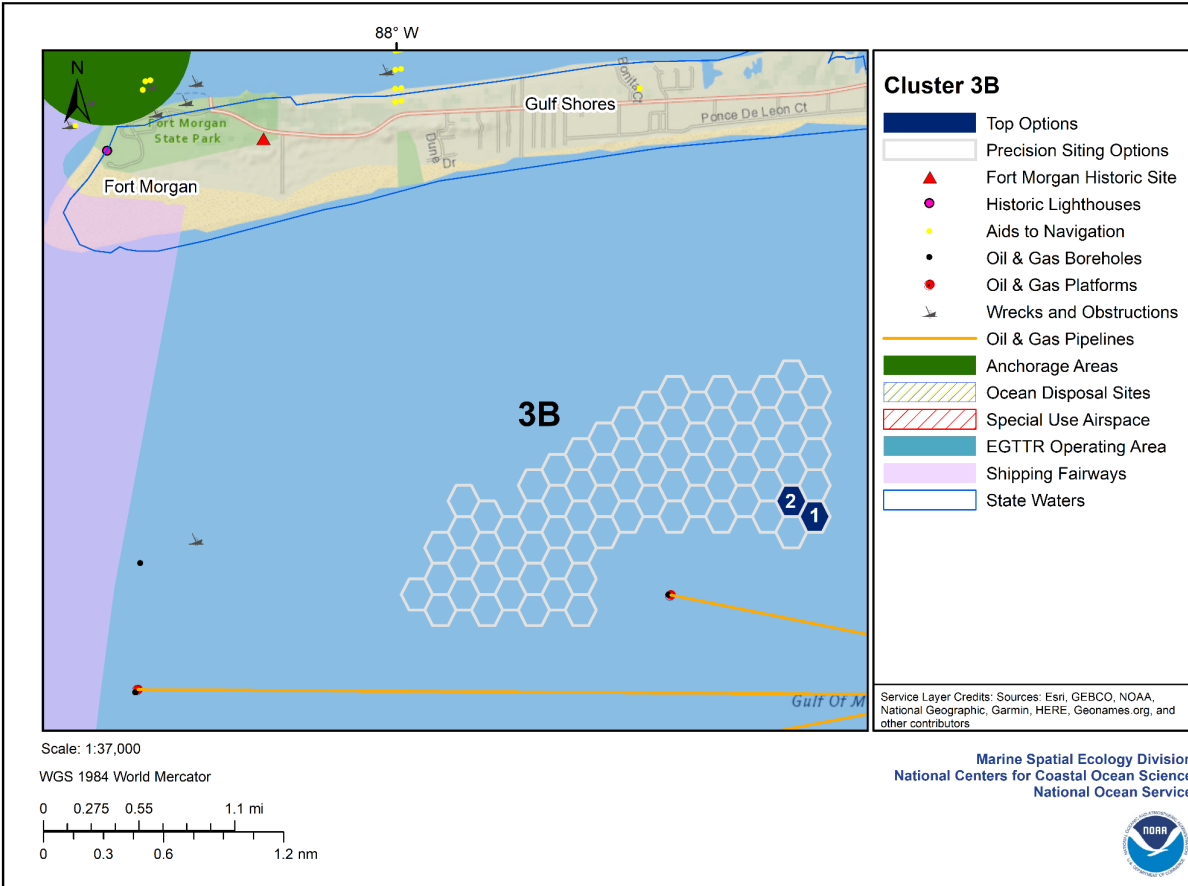 88° W
N
Bonito Ct
Gulf Shores
Ponce De Leon Ct
Fort Morgan
State Park
Dune
Dr
Fort Morgan
3B
2
1
Gulf Of M
Cluster 3B
Top Options
Precision Siting Options
Fort Morgan Historic Site
Historic Lighthouses
Aids to Navigation
Oil & Gas Boreholes
Oil & Gas Platforms
Wrecks and Obstructions
Oil & Gas Pipelines
Anchorage Areas
Ocean Disposal Sites
Special Use Airspace
EGTTR Operating Area
Shipping Fairways
State Waters
Service Layer Credits: Sources: Esri, GEBCO, NOAA,
National Geographic, Garmin, HERE, Geonames.org, and
other contributors
Scale: 1:37,000
WGS 1984 World Mercator
0 0.275 0.55 1.1 mi
0 0.3 0.6 1.2 nm
Marine Spatial Ecology Division
National Centers for Coastal Ocean Science
National Ocean Service
NOAA